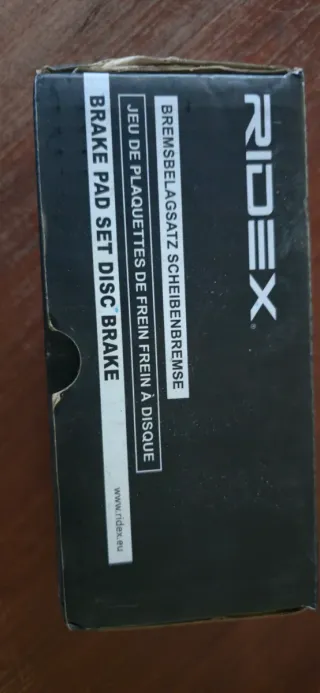 RIDEX
BREMSBELAGSATZ SCHEIBENBREMSE
JEU DE PLAQUETTES DE FREIN FREIN À DISQUE
BRAKE PAD SET DISC BRAKE
www.ridex.eu